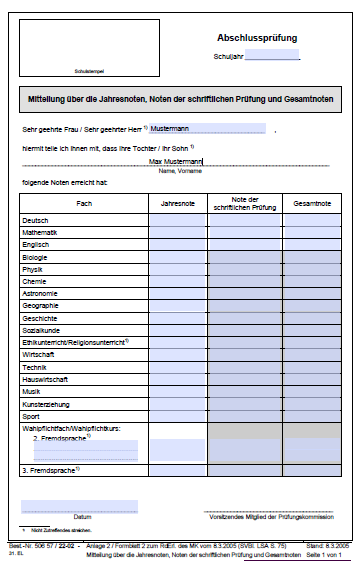 Abschlussprüfung
Schuljahr
Schulstempel
Mitteilung über die Jahresnoten, Noten der schriftlichen Prüfung und Gesamtnoten
Sehr geehrte Frau / Sehr geehrter Herr 1) Mustermann ,
hiermit teile ich Ihnen mit, dass Ihre Tochter / Ihr Sohn 1)
Max Mustermann
Name, Vorname
folgende Noten erreicht hat:
Fach Jahresnote Note der schriftlichen Prüfung Gesamtnote
Deutsch
Mathematik
Englisch
Biologie
Physik
Chemie
Astronomie
Geographie
Geschichte
Sozialkunde
Ethikunterricht/Religionsunterricht1)
Wirtschaft
Technik
Hauswirtschaft
Musik
Kunsterziehung
Sport
Wahlpflichtfach/Wahlpflichtkurs:
2. Fremdsprache1)
3. Fremdsprache1)
Datum Vorsitzendes Mitglied der Prüfungskommission
1 Nicht Zutreffendes streichen.
Best.-Nr. 506 57 / 22-02 - Anlage 2 / Formblatt 2 zum RdErl. des MK vom 8.3.2005 (SVBl. LSA S. 75) Stand: 8.3.2005
31. EL Mitteilung über die Jahresnoten, Noten der schriftlichen Prüfung und Gesamtnoten Seite 1 von 1